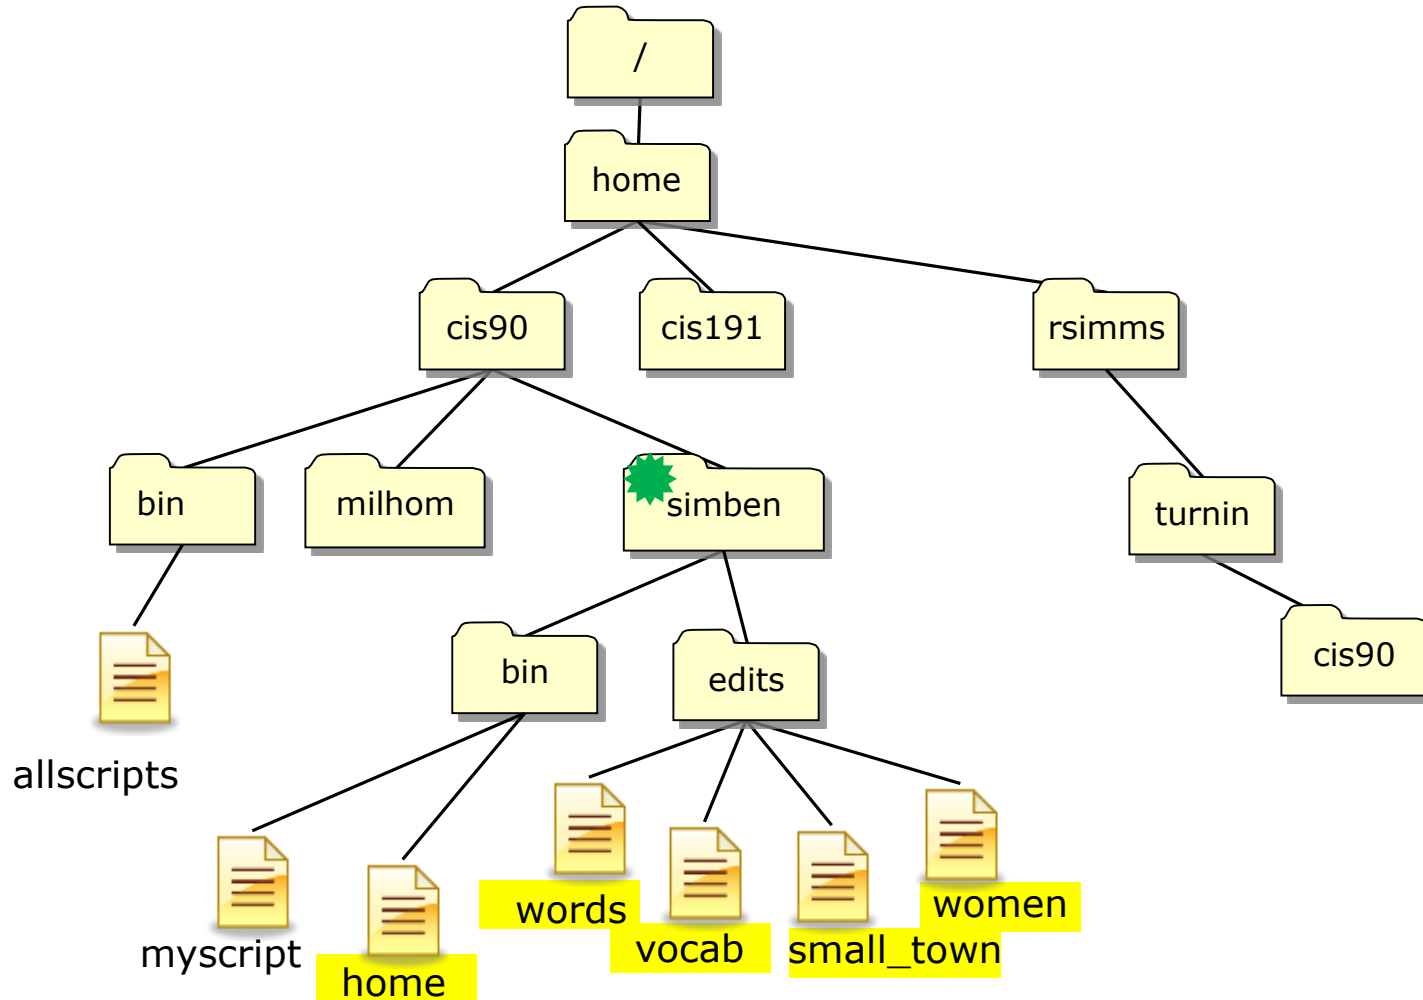 /
home
cis90
cis191
rsimms
bin
milhom
simben
turnin
bin
edits
cis90
allscripts
myscript
home
words
vocab
small_town
women